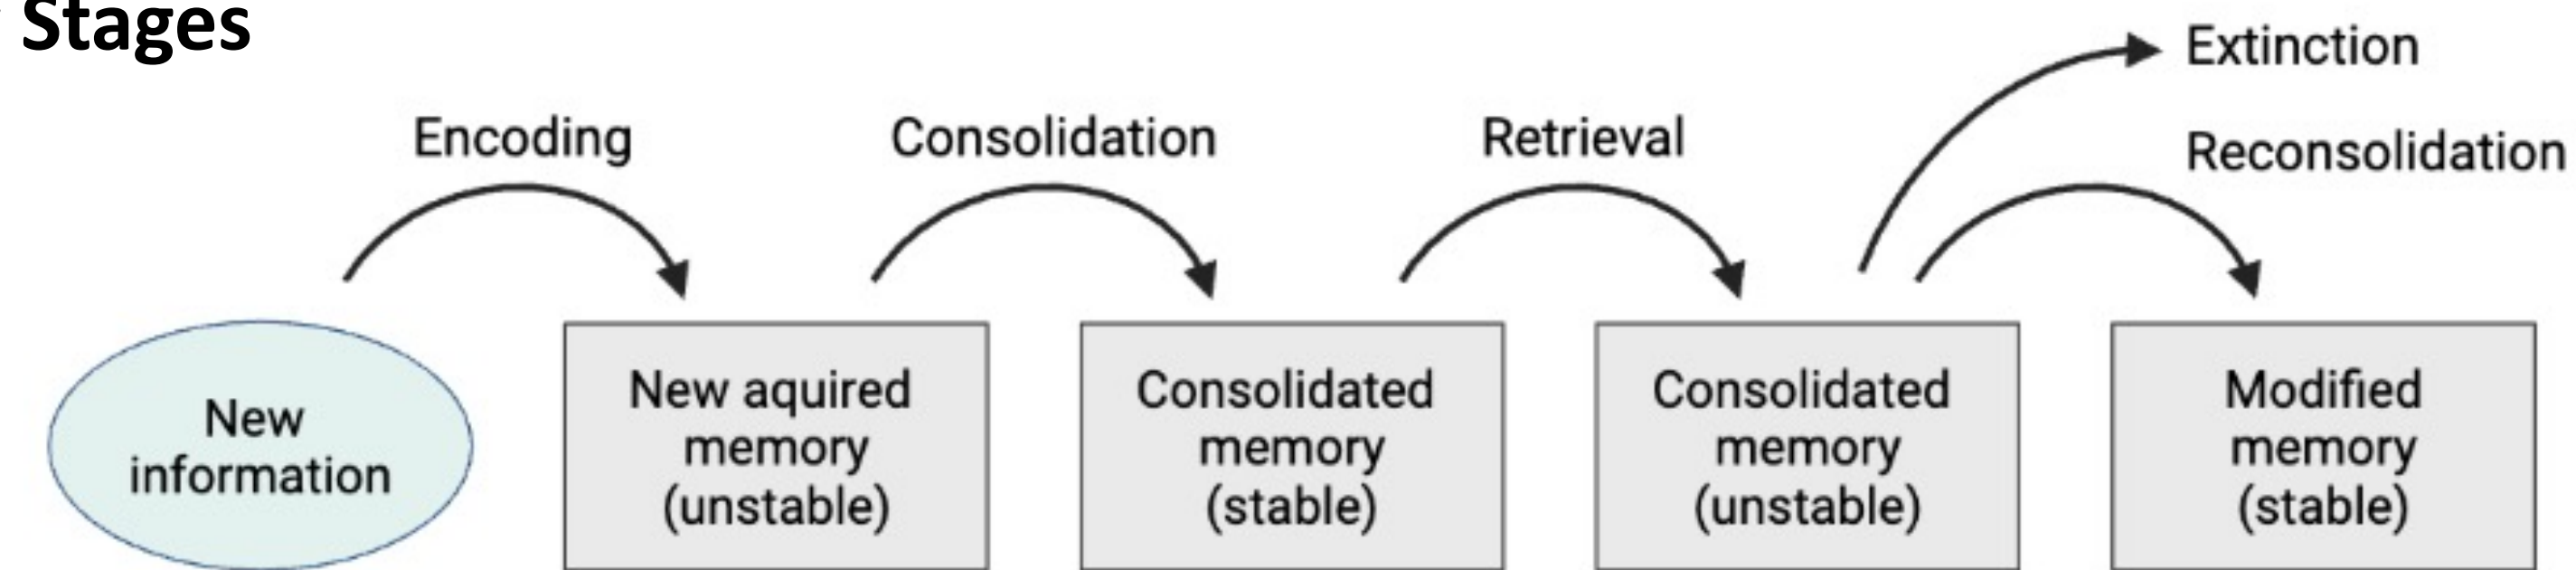 Stages
Extinction
Encoding
Consolidation
Retrieval
Reconsolidation
New
information
New aquired
memory
(unstable)
Consolidated
memory
(stable)
Consolidated
memory
(unstable)
Modified
memory
(stable)